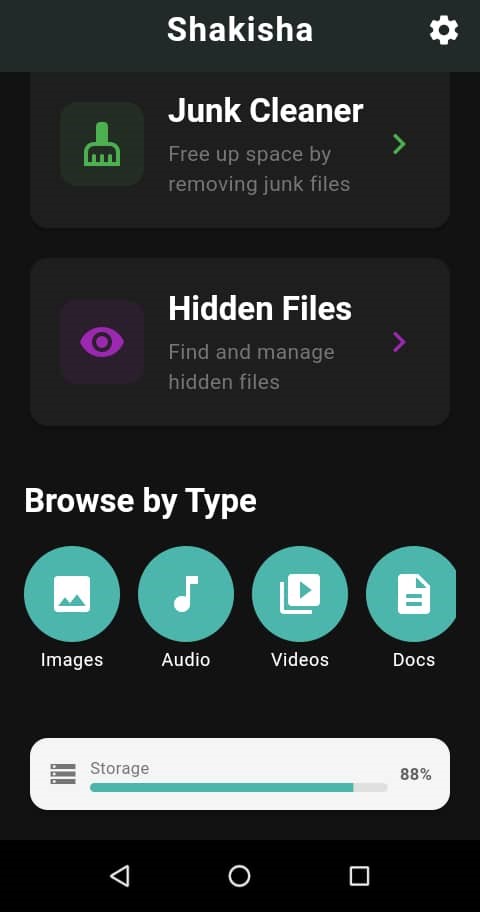 Shakisha
Junk Cleaner
Free up space by
removing junk files
Hidden Files
Find and manage
hidden files
Browse by Type
Images
Audio
Videos
Docs
Storage
88%